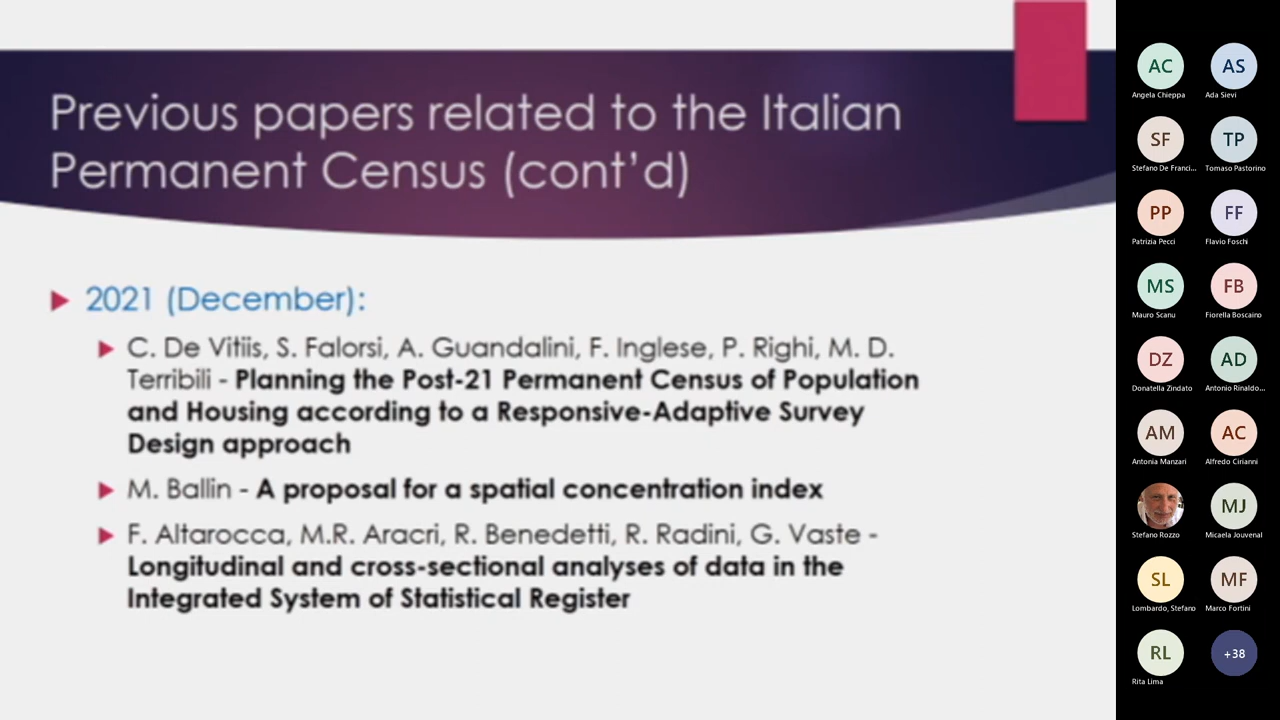 Previous papers related to the Italian
Permanent Census (cont'd)
2021 (December):
C. De Vitiis, S. Falorsi, A. Guandalini, F. Inglese, P. Righi, M. D.
Terribili - Planning the Post-21 Permanent Census of Population
and Housing according to a Responsive-Adaptive Survey
Design approach
M. Ballin - A proposal for a spatial concentration index
F. Altarocca, M.R. Aracri, R. Benedetti, R. Radini, G. Vaste -
Longitudinal and cross-sectional analyses of data in the
Integrated System of Statistical Register
AC AS
Angela Chieppa Ada Sievi
SF TP
Stefano De Franci... Tomaso Pastorino
PP FF
Patrizia Pecci Flavio Foschi
MS FB
Mauro Scanu Fiorella Boscaino
DZ AD
Donatella Zindato Antonio Rinaldo...
AM AC
Antonia Manzari Alfredo Cirianni
MJ
Stefano Rozzo Micaela Jouvenal
SL MF
Lombardo, Stefano Marco Fortini
RL +38
Rita Lima